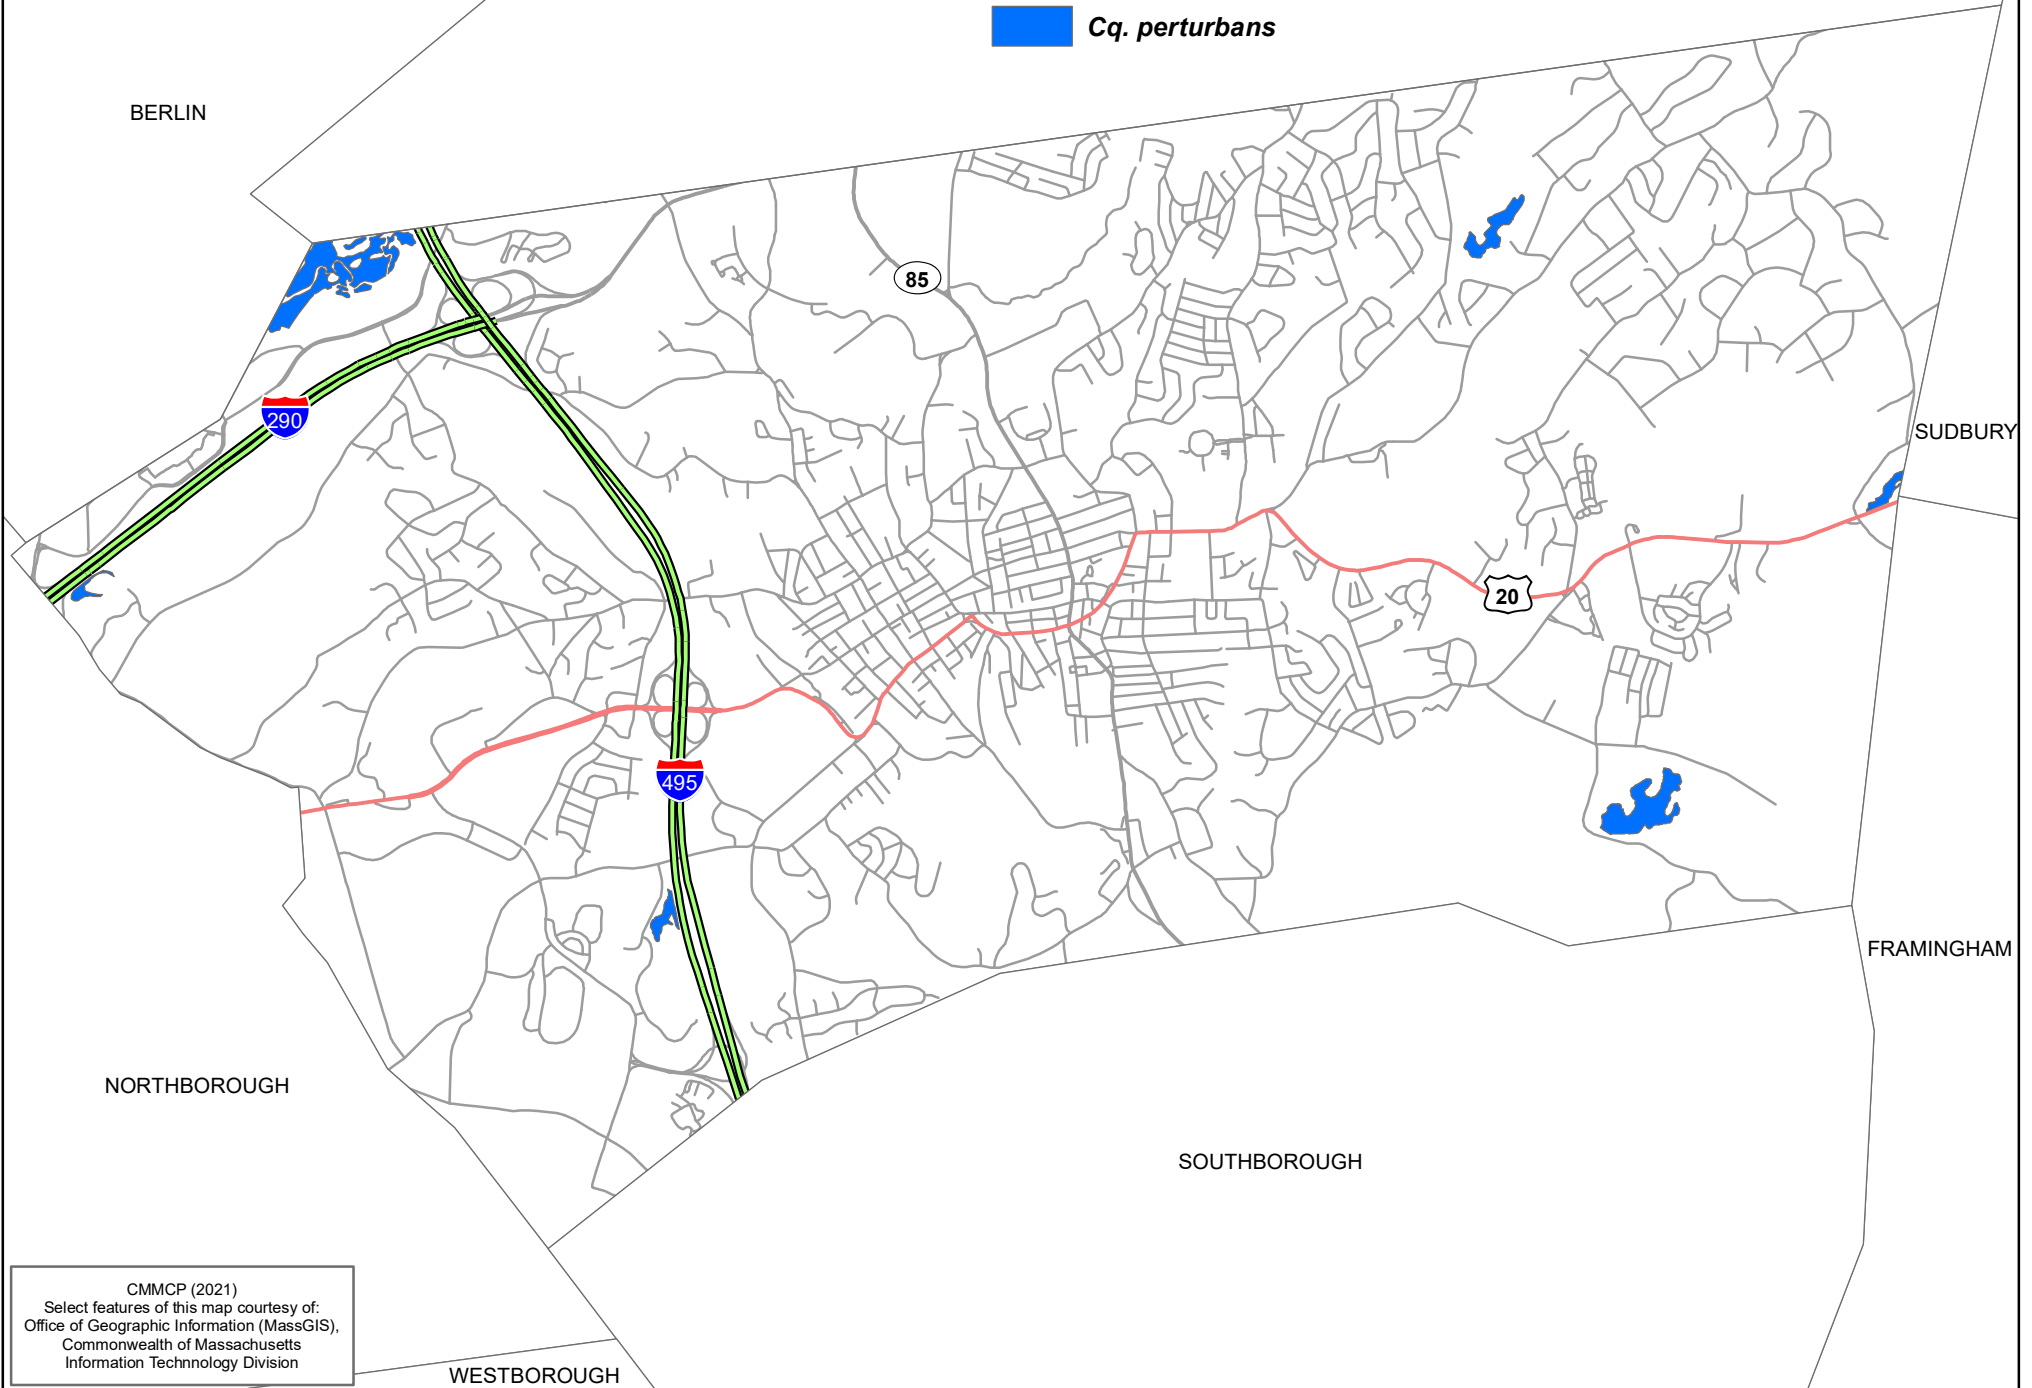 Cq. perturbans
BERLIN
85
290
SUDBURY
20
495
FRAMINGHAM
NORTHBOROUGH
SOUTHBOROUGH
CMMCP (2021)
Select features of this map courtesy of:
Office of Geographic Information (MassGIS),
Commonwealth of Massachusetts
Information Technnology Division
WESTBOROUGH